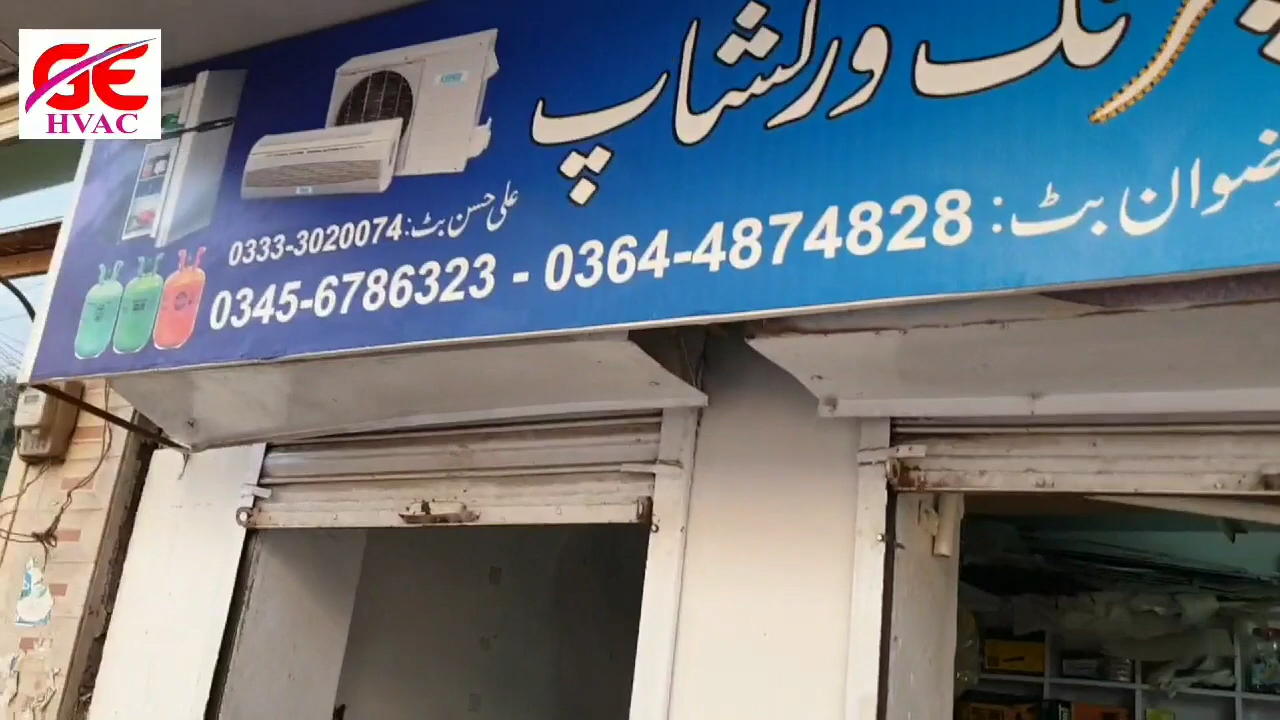 GE
HVAC
ورکشاپ
علی حسن بٹ: 0333-3020074
رضوان بٹ: 0364-4874828 - 0345-6786323